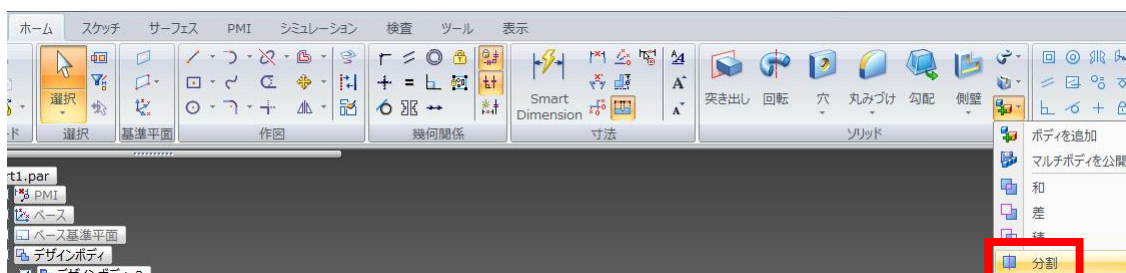 ホーム スケッチ サーフェス PMI シミュレーション 検査 ツール 表示
選択 Smart Dimension 突き出し 回転 穴 丸みづけ 勾配 側壁
ド 選択 基準平面 作図 幾何関係 寸法 ソリッド
ボディを追加
マルチボディを公開
和
差
積
分割
rt1.par
PMI
ベース
ベース基準平面
デザインボディ